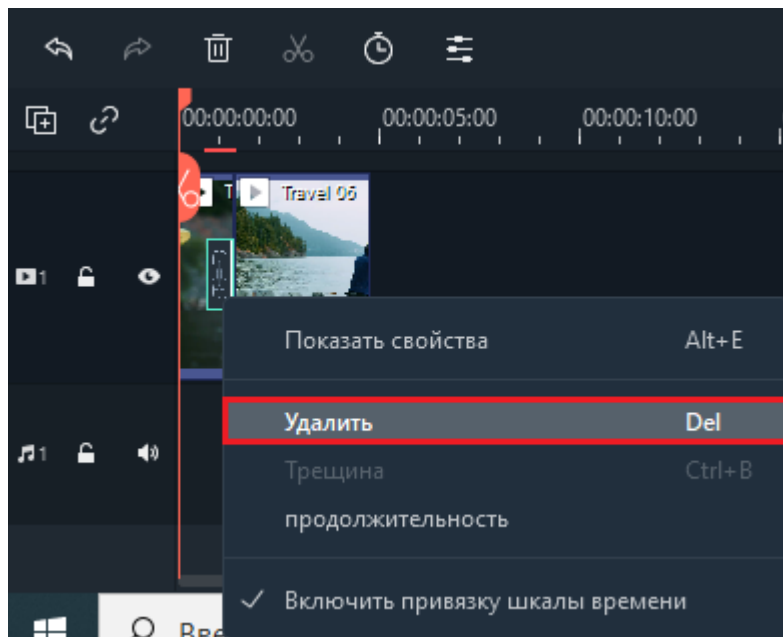 00:00:00:00 00:00:05:00 00:00:10:00
Travel 06
1
Показать свойства Alt+E
Удалить Del
Трещина Ctrl+B
1
продолжительность
Включить привязку шкалы времени